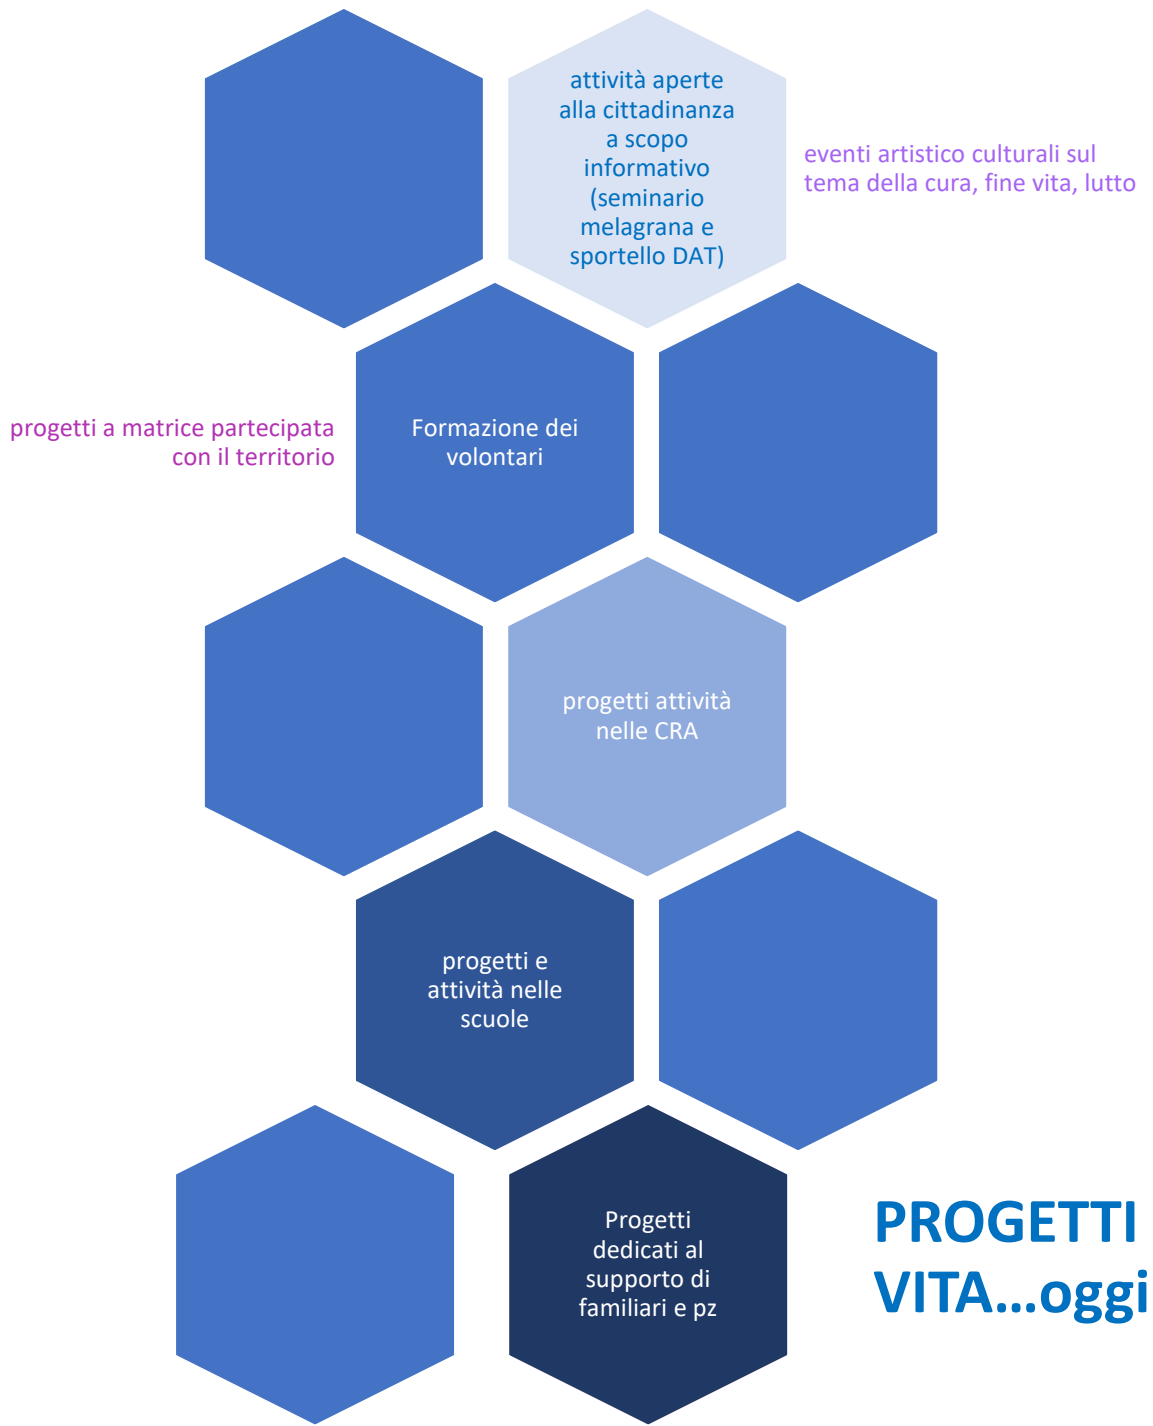 attività aperte
alla cittadinanza
a scopo
informativo
(seminario
melagrana e
sportello DAT)
eventi artistico culturali sul
tema della cura, fine vita, lutto
progetti a matrice partecipata
con il territorio
Formazione dei
volontari
progetti attività
nelle CRA
progetti e
attività nelle
scuole
Progetti
dedicati al
supporto di
familiari e pz
PROGETTI
VITA...oggi